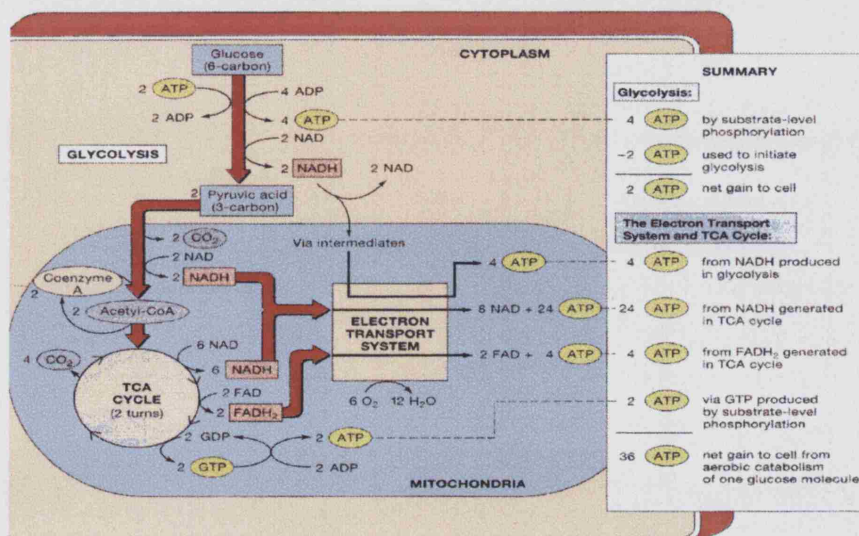 CYTOPLASM
Glucose
(6-carbon)
2 ATP
4 ADP
2 ADP
4 ATP
2 NAD
GLYCOLYSIS
2 NADH
2 NAD
2 Pyruvic acid
(3-carbon)
2 CO2
2 NAD
2 NADH
Via intermediates
Coenzyme
A
2
2 Acetyl-CoA
4 ATP
ELECTRON
TRANSPORT
SYSTEM
8 NAD + 24 ATP
2 FAD + 4 ATP
6 O2 12 H2O
4 CO2
6 NAD
6 NADH
TCA
CYCLE
(2 turns)
2 FAD
2 FADH2
2 GDP
2 GTP
2 ATP
2 ADP
MITOCHONDRIA
SUMMARY
Glycolysis:
4 ATP by substrate-level
phosphorylation
−2 ATP used to initiate
glycolysis
2 ATP net gain to cell
The Electron Transport
System and TCA Cycle:
4 ATP from NADH produced
in glycolysis
24 ATP from NADH generated
in TCA cycle
4 ATP from FADH2 generated
in TCA cycle
2 ATP via GTP produced
by substrate-level
phosphorylation
36 ATP net gain to cell from
aerobic catabolism
of one glucose molecule